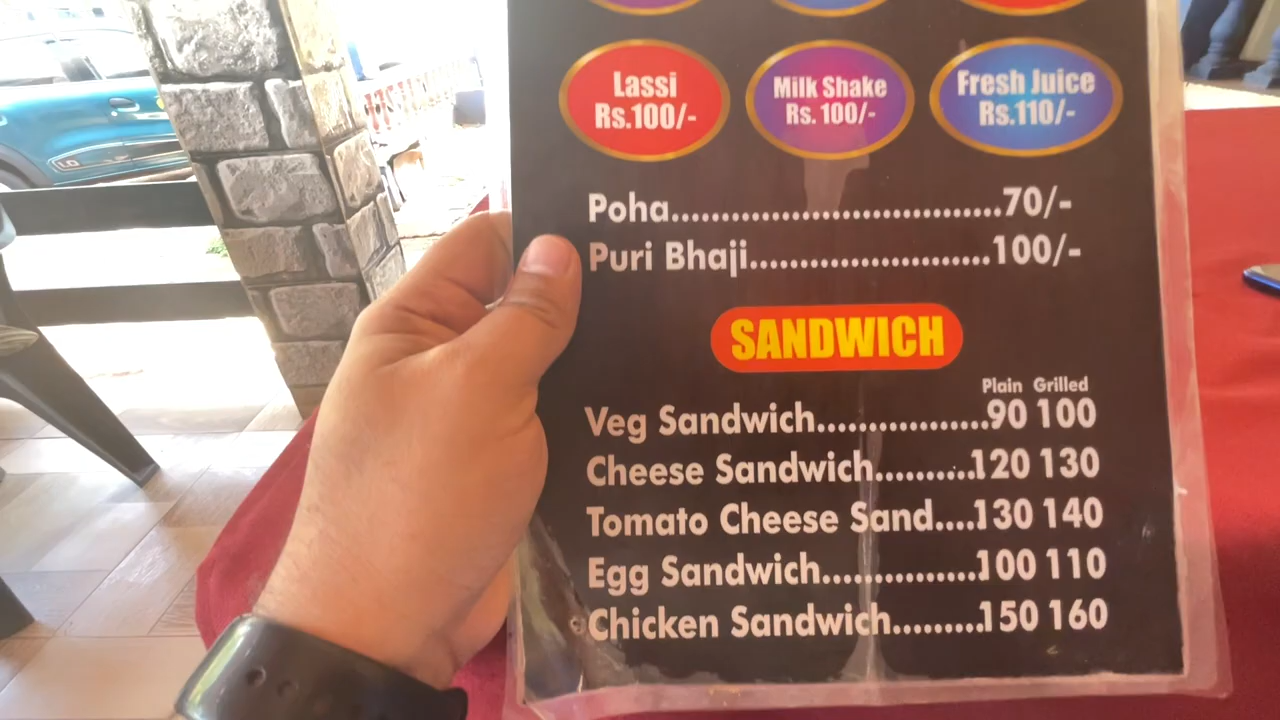 Lassi
Rs.100/-
Milk Shake
Rs. 100/-
Fresh Juice
Rs.110/-
Poha.................................70/-
Puri Bhaji........................100/-
SANDWICH
Plain Grilled
Veg Sandwich.................90 100
Cheese Sandwich..........120 130
Tomato Cheese Sand....130 140
Egg Sandwich................100 110
Chicken Sandwich.........150 160